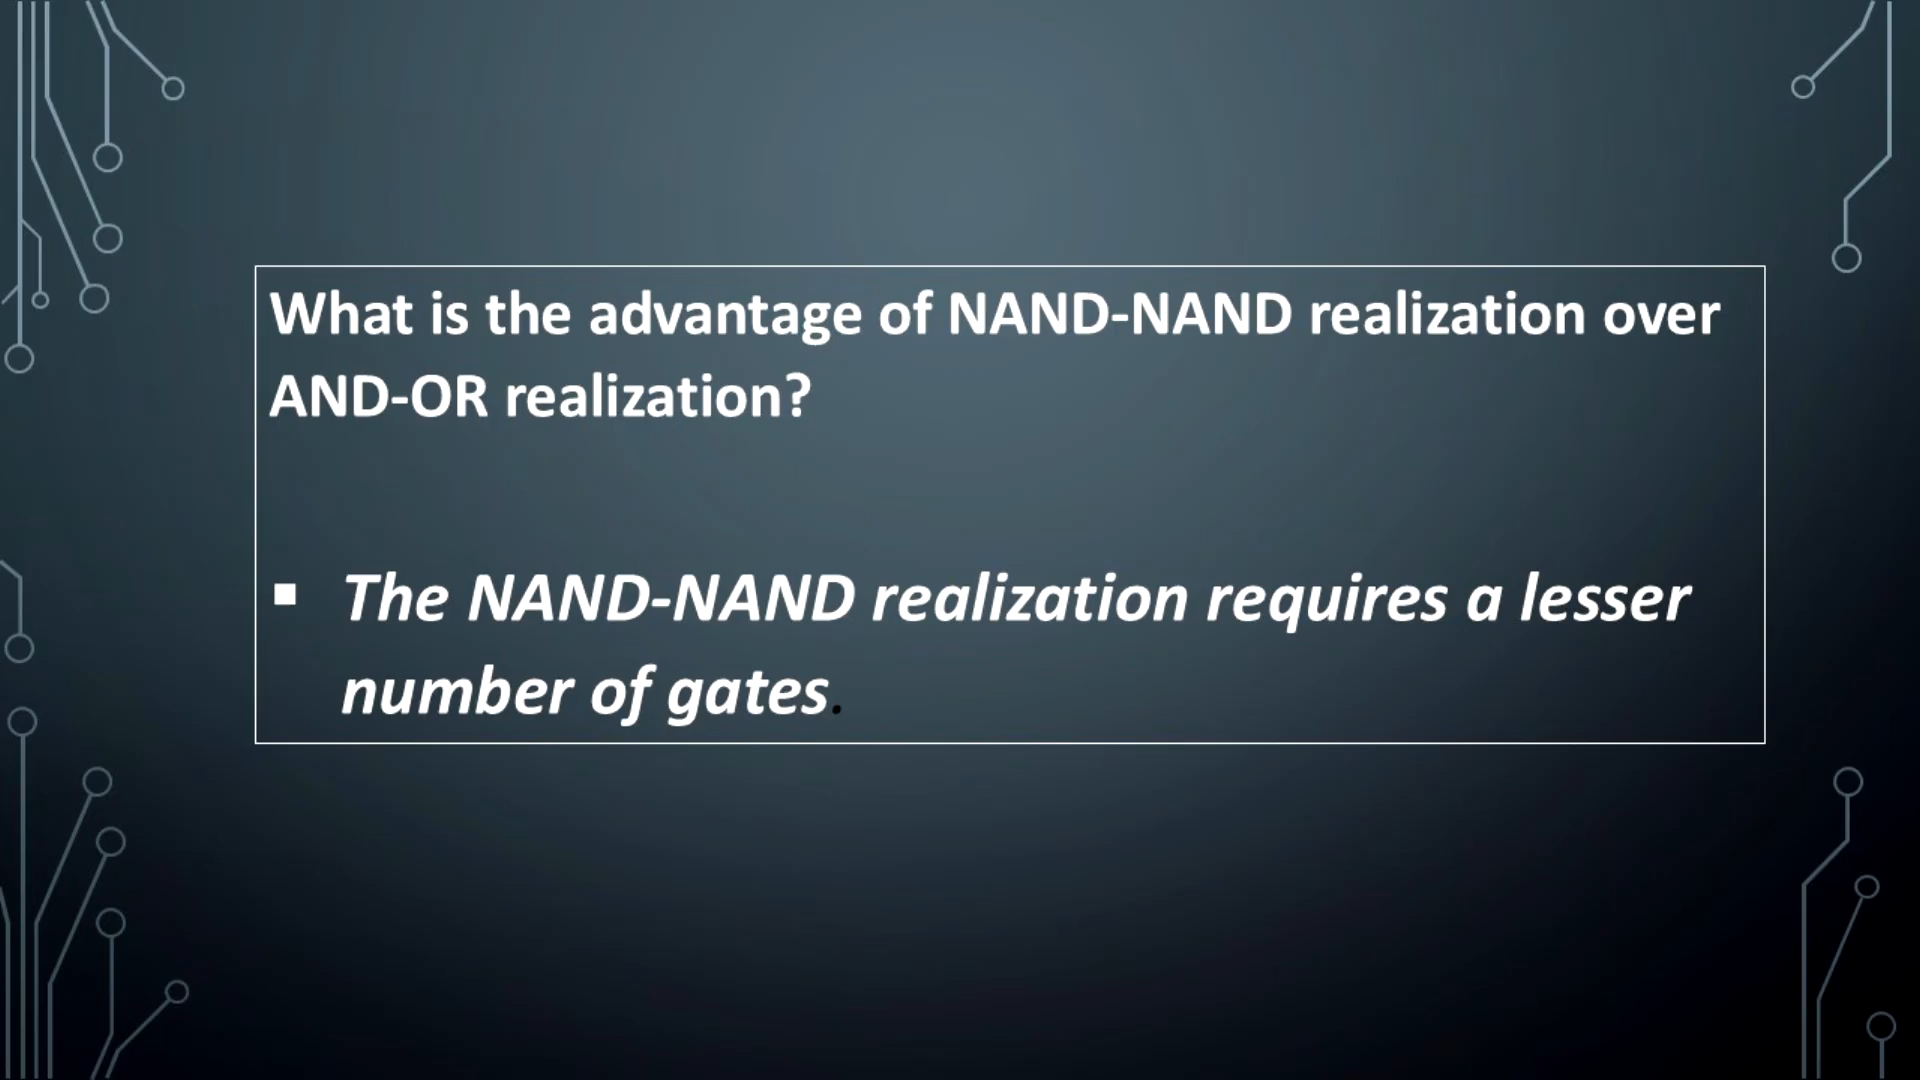 What is the advantage of NAND-NAND realization over
AND-OR realization?
▪ The NAND-NAND realization requires a lesser
number of gates.